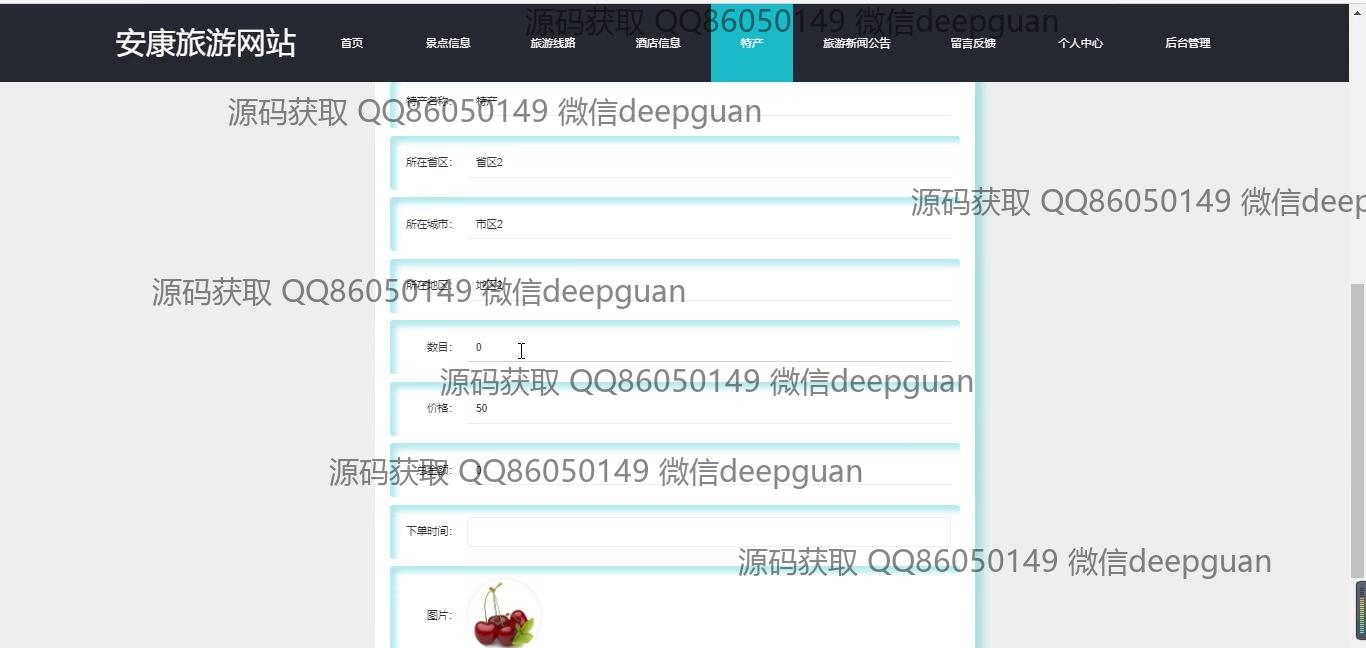 安康旅游网站 首页 景点信息 旅游线路 酒店信息 特产 旅游新闻公告 留言反馈 个人中心 后台管理
源码获取 QQ86050149 微信deepguan
特产名称: 特产
源码获取 QQ86050149 微信deepguan
所在省区: 省区2
源码获取 QQ86050149 微信deep
所在城市: 市区2
所在地区: 地区2
源码获取 QQ86050149 微信deepguan
数目: 0
源码获取 QQ86050149 微信deepguan
价格: 50
总金额: 0
源码获取 QQ86050149 微信deepguan
下单时间:
源码获取 QQ86050149 微信deepguan
图片: